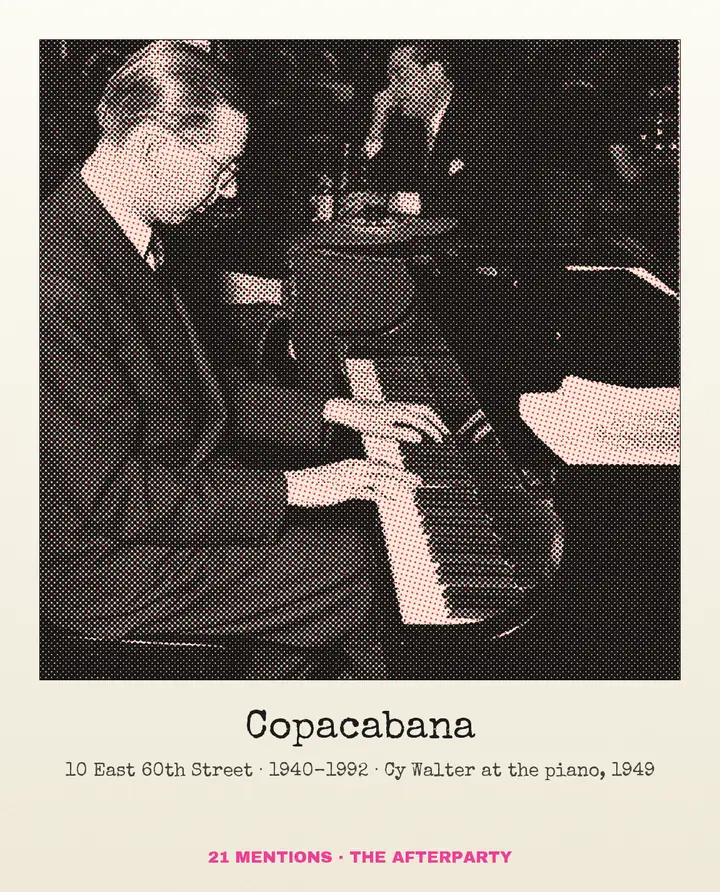 Copacabana
10 East 60th Street · 1940–1992 · Cy Walter at the piano, 1949
21 MENTIONS · THE AFTERPARTY